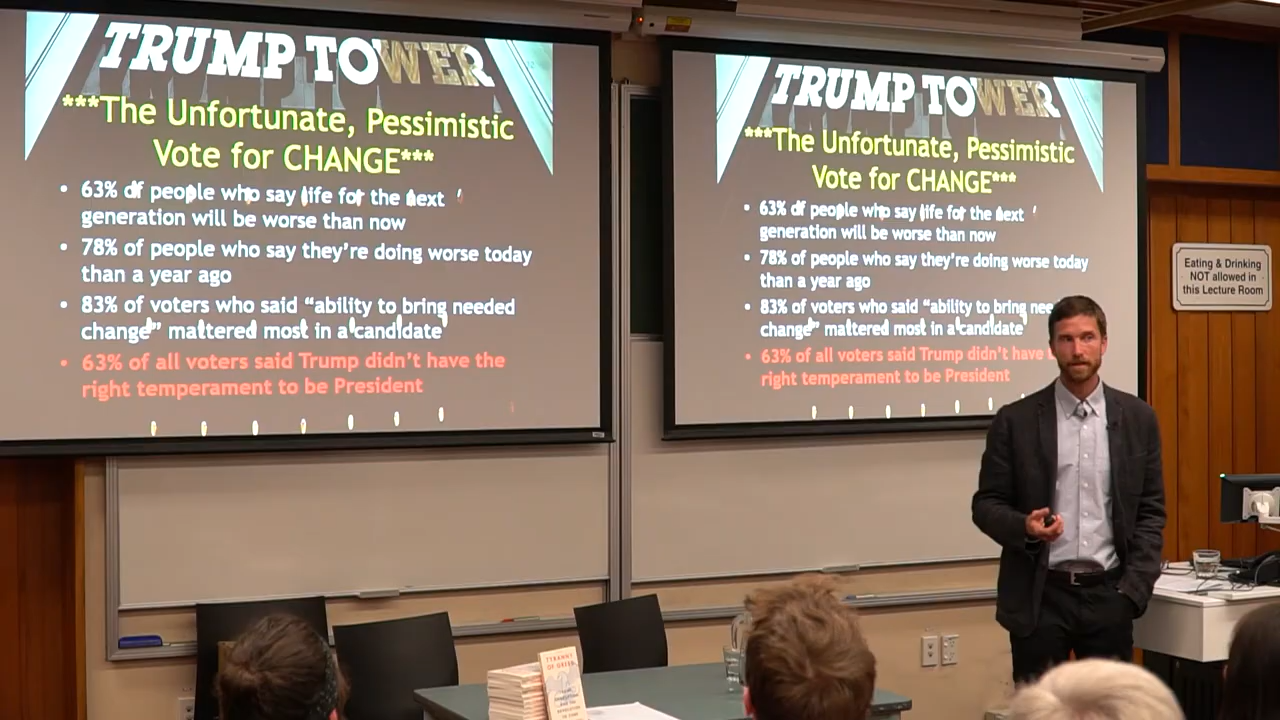 TRUMP TOWER
***The Unfortunate, Pessimistic
Vote for CHANGE***
• 63% of people who say life for the next
generation will be worse than now
• 78% of people who say they're doing worse today
than a year ago
• 83% of voters who said "ability to bring needed
change" mattered most in a candidate
• 63% of all voters said Trump didn't have the
right temperament to be President
TRUMP TOWER
***The Unfortunate, Pessimistic
Vote for CHANGE***
• 63% of people who say life for the next
generation will be worse than now
• 78% of people who say they're doing worse today
than a year ago
• 83% of voters who said "ability to bring nee
change" mattered most in a candidate
• 63% of all voters said Trump didn't have
right temperament to be President
Eating & Drinking
NOT allowed in
this Lecture Room
TYRANNY
OF GREED